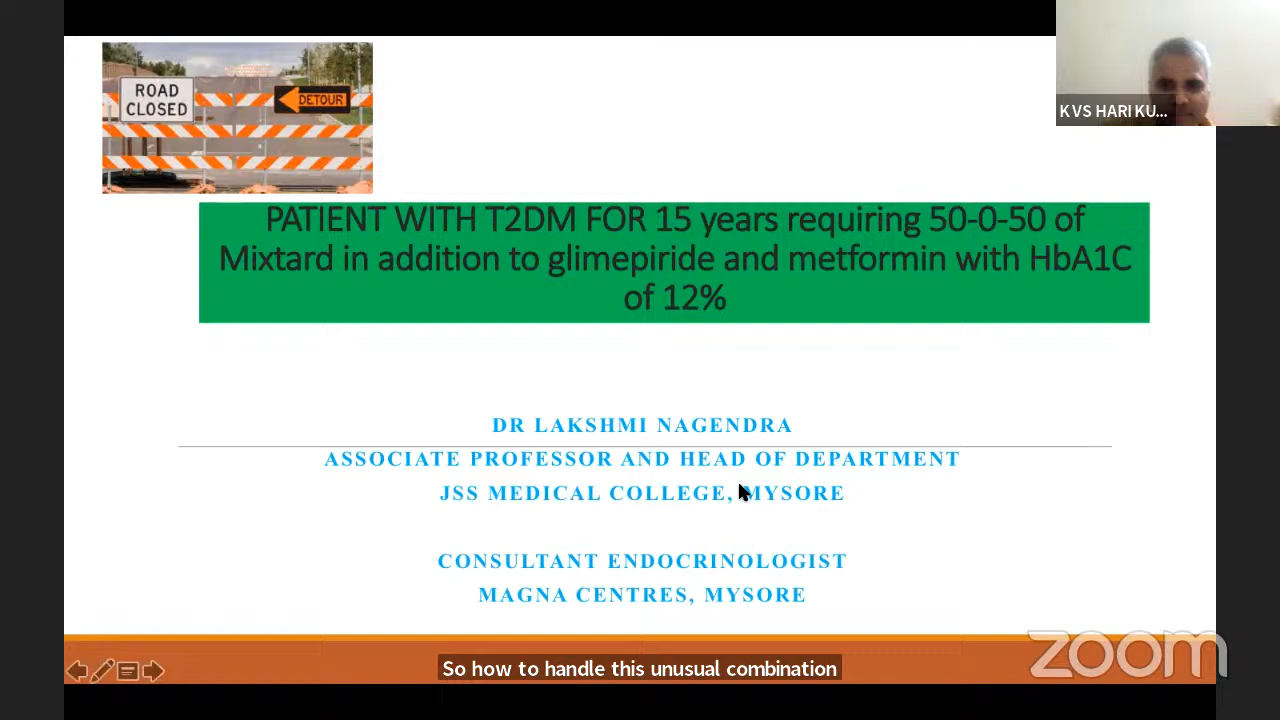 ROAD
CLOSED
DETOUR
K VS HARI KU...
PATIENT WITH T2DM FOR 15 years requiring 50-0-50 of
Mixtard in addition to glimepiride and metformin with HbA1C
of 12%
DR LAKSHMI NAGENDRA
ASSOCIATE PROFESSOR AND HEAD OF DEPARTMENT
JSS MEDICAL COLLEGE, MYSORE
CONSULTANT ENDOCRINOLOGIST
MAGNA CENTRES, MYSORE
zoom
So how to handle this unusual combination